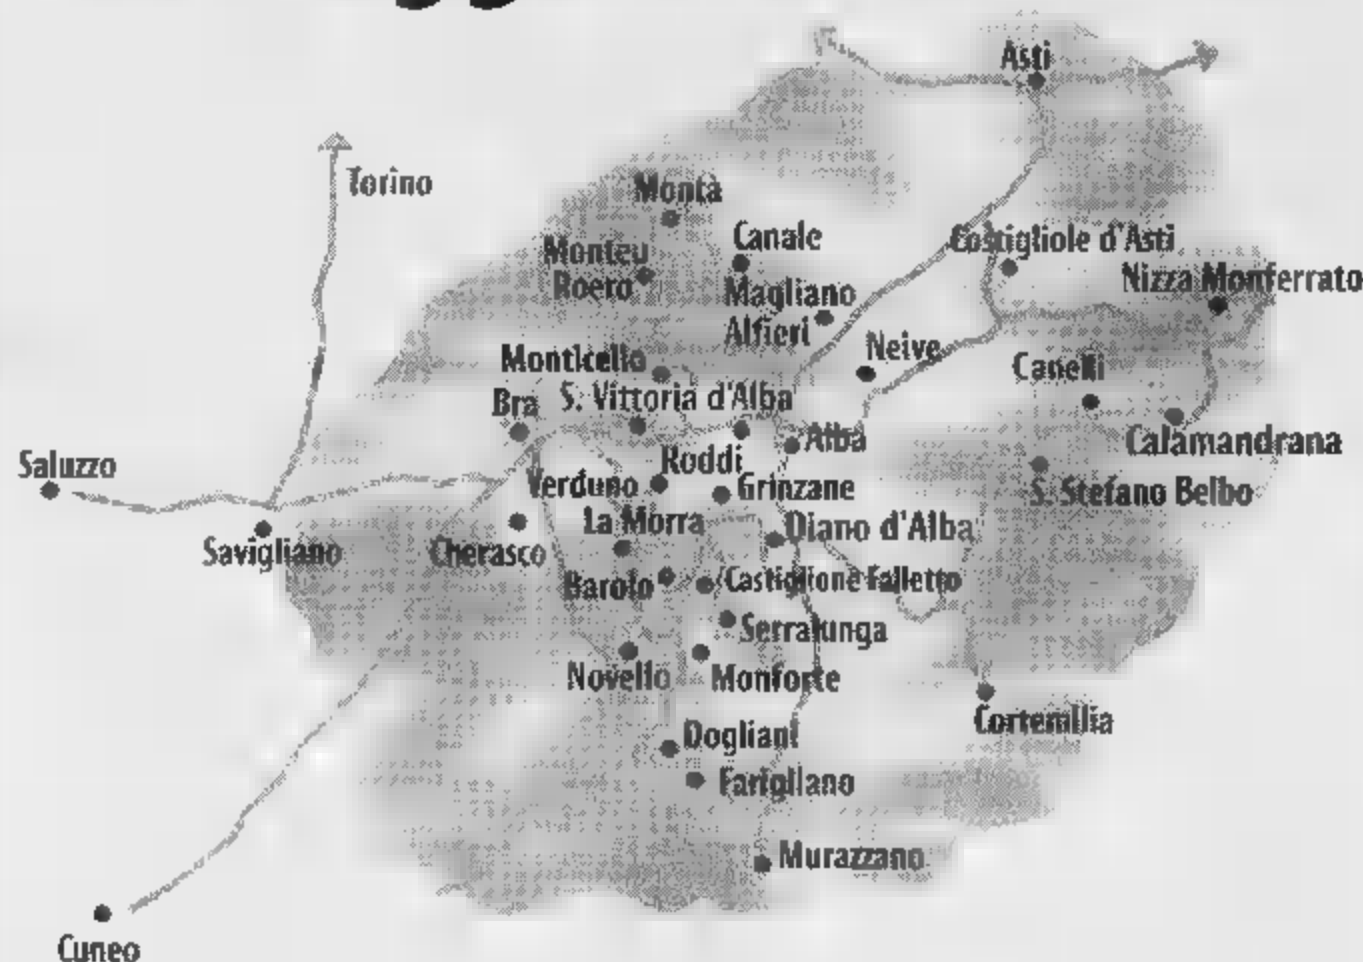 Asti
Torino
Montà
Canale
Costigliole d'Asti
Monteu
Roero
Nizza Monferrato
Magliano
Alfieri
Neive
Monticello
Canelli
S. Vittoria d'Alba
Bra
Alba
Calamandrana
Saluzzo
Roddi
Verduno
Grinzane
S. Stefano Belbo
La Morra
Diano d'Alba
Savigliano
Cherasco
Barolo
Castiglione Falletto
Serralunga
Novello
Monforte
Cortemilia
Dogliani
Farigliano
Murazzano
Cuneo